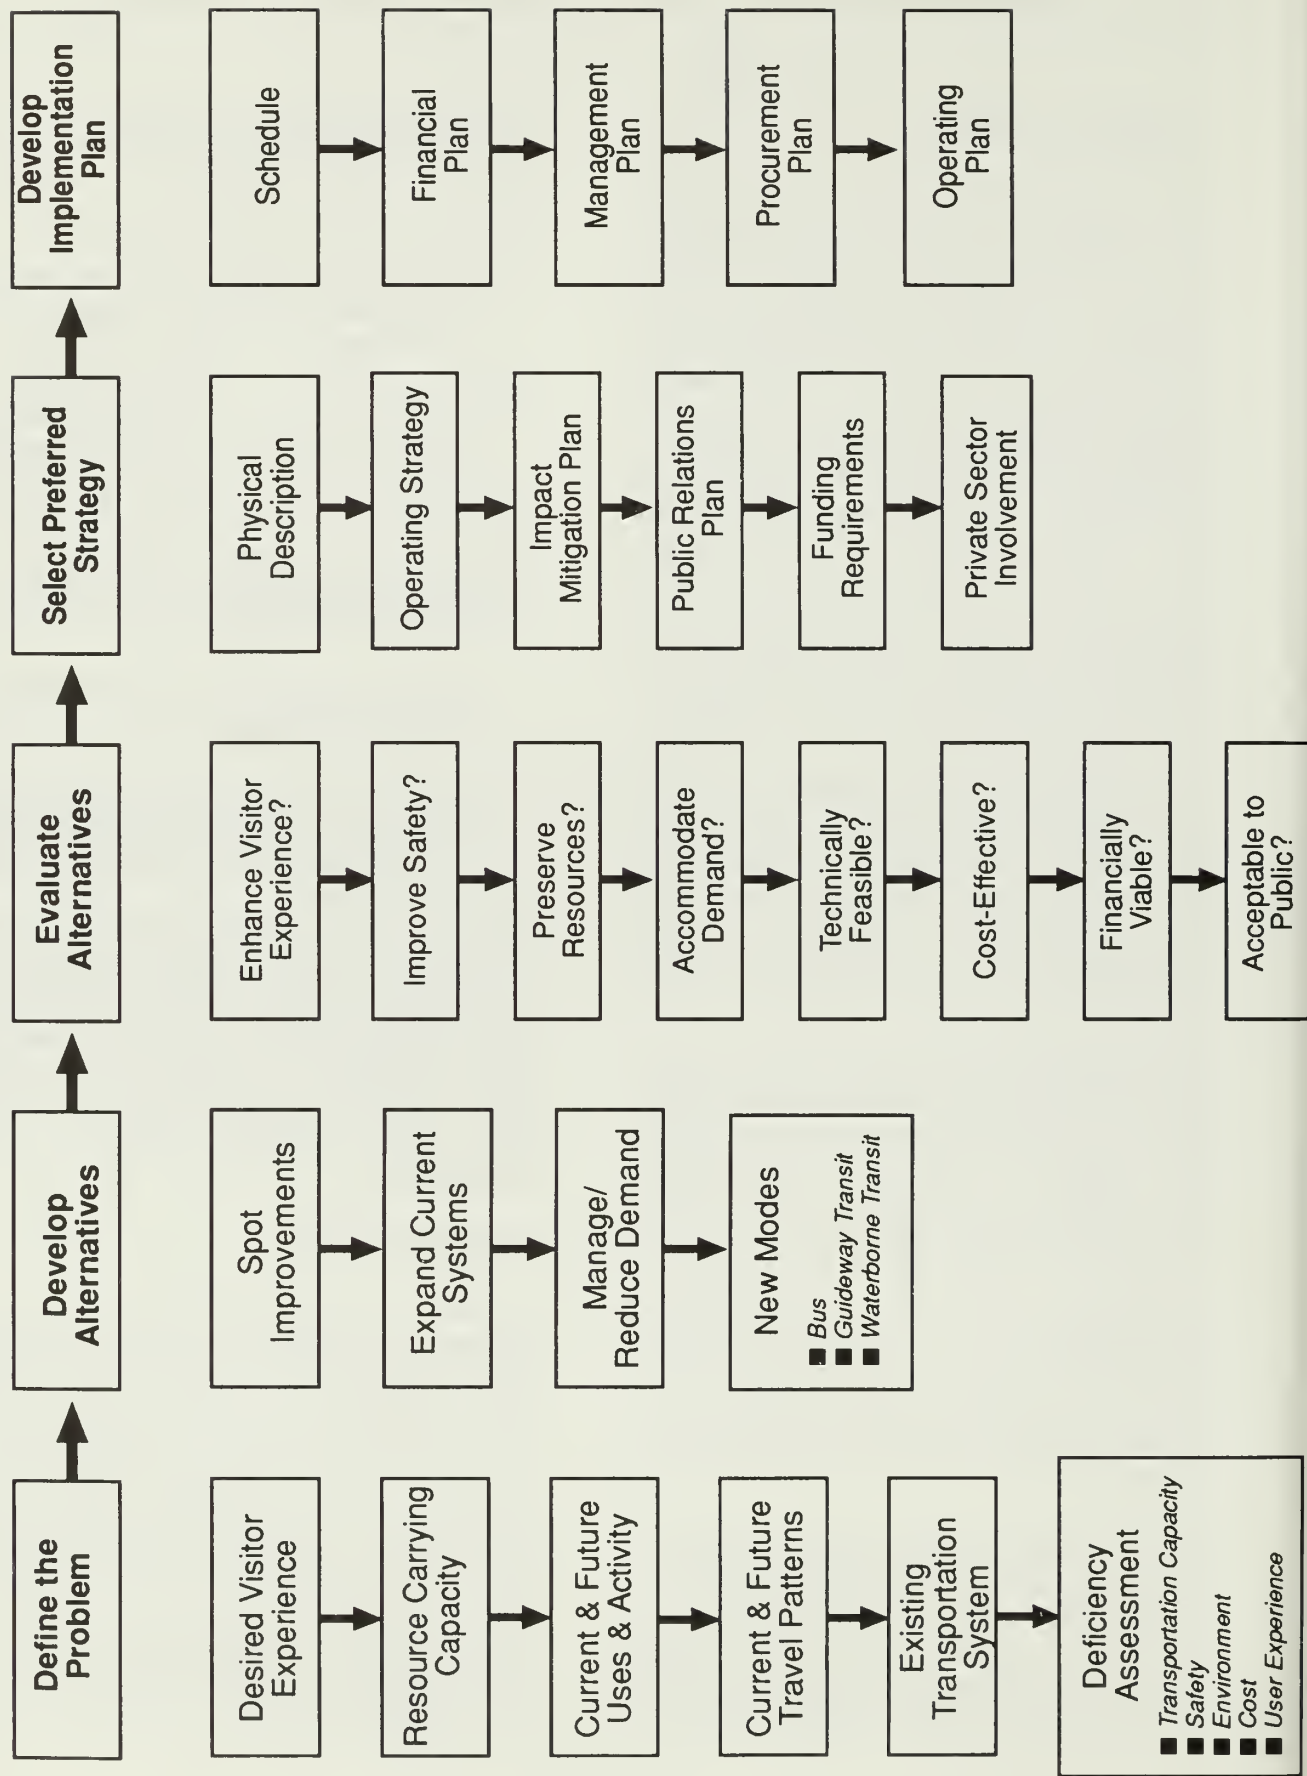 Define the
Problem
Desired Visitor
Experience
Resource Carrying
Capacity
Current & Future
Uses & Activity
Current & Future
Travel Patterns
Existing
Transportation
System
Deficiency
Assessment
■ Transportation Capacity
■ Safety
■ Environment
■ Cost
■ User Experience
Develop
Alternatives
Spot
Improvements
Expand Current
Systems
Manage/
Reduce Demand
New Modes
■ Bus
■ Guideway Transit
■ Waterborne Transit
Evaluate
Alternatives
Enhance Visitor
Experience?
Improve Safety?
Preserve
Resources?
Accommodate
Demand?
Technically
Feasible?
Cost-Effective?
Financially
Viable?
Acceptable to
Public?
Select Preferred
Strategy
Physical
Description
Operating Strategy
Impact
Mitigation Plan
Public Relations
Plan
Funding
Requirements
Private Sector
Involvement
Develop
Implementation
Plan
Schedule
Financial
Plan
Management
Plan
Procurement
Plan
Operating
Plan